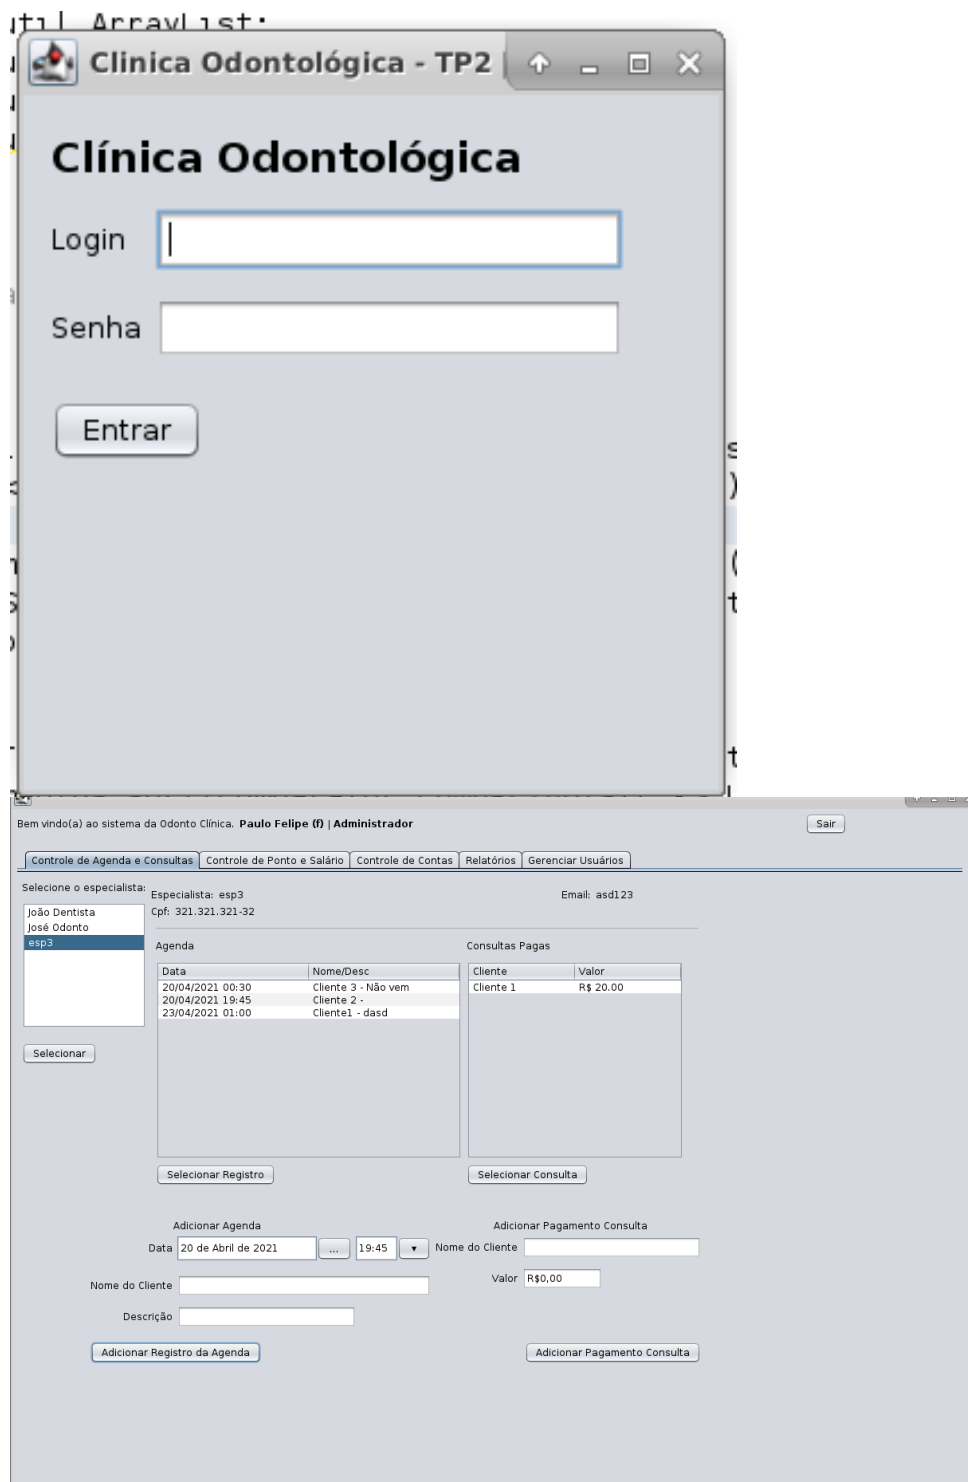 util ArrayList;
Clinica Odontológica - TP2
Clínica Odontológica
Login
Senha
Entrar
Bem vindo(a) ao sistema da Odonto Clínica. Paulo Felipe (f) | Administrador
Sair
Controle de Agenda e Consultas Controle de Ponto e Salário Controle de Contas Relatórios Gerenciar Usuários
Selecione o especialista:
João Dentista
José Odonto
esp3
Selecionar
Especialista: esp3 Email: asd123
Cpf: 321.321.321-32
Agenda
Data Nome/Desc
20/04/2021 00:30 Cliente 3 - Não vem
20/04/2021 19:45 Cliente 2 -
23/04/2021 01:00 Cliente1 - dasd
Selecionar Registro
Consultas Pagas
Cliente Valor
Cliente 1 R$ 20.00
Selecionar Consulta
Adicionar Agenda
Data 20 de Abril de 2021 ... 19:45
Nome do Cliente
Descrição
Adicionar Registro da Agenda
Adicionar Pagamento Consulta
Nome do Cliente
Valor R$0,00
Adicionar Pagamento Consulta